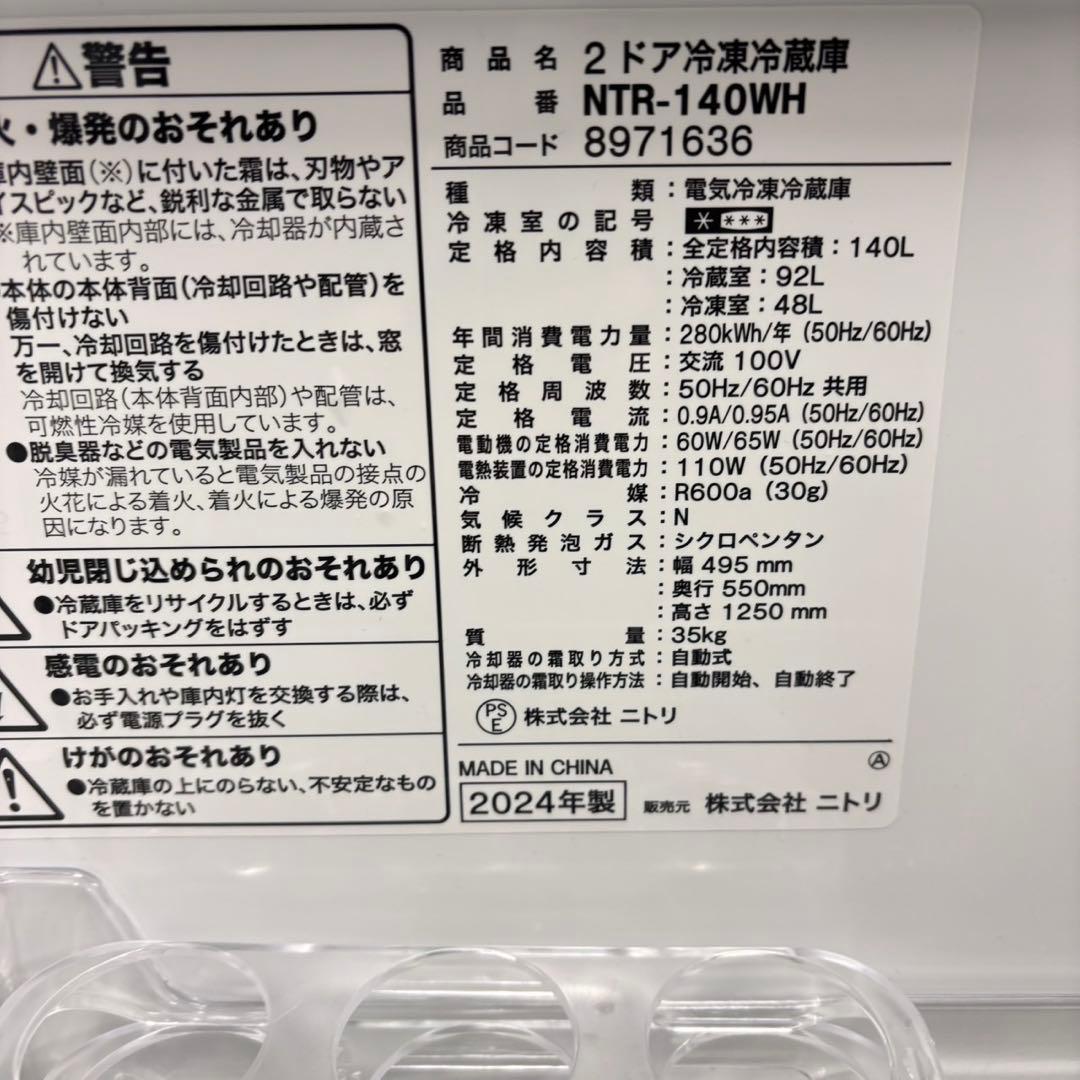 警告
火・爆発のおそれあり
庫内壁面(※)に付いた霜は、刃物やア
イスピックなど、鋭利な金属で取らない
※庫内壁面内部には、冷却器が内蔵さ
れています。
本体の本体背面(冷却回路や配管)を
傷付けない
万一、冷却回路を傷付けたときは、窓
を開けて換気する
冷却回路(本体背面内部)や配管は、
可燃性冷媒を使用しています。
●脱臭器などの電気製品を入れない
冷媒が漏れていると電気製品の接点の
火花による着火、着火による爆発の原
因になります。
幼児閉じ込められのおそれあり
●冷蔵庫をリサイクルするときは、必ず
ドアパッキングをはずす
感電のおそれあり
●お手入れや庫内灯を交換する際は、
必ず電源プラグを抜く
けがのおそれあり
●冷蔵庫の上にのらない、不安定なもの
を置かない
商品名 2ドア冷凍冷蔵庫
品番 NTR-140WH
商品コード 8971636
種類:電気冷凍冷蔵庫
冷凍室の記号 * ***
定格内容積:全定格内容積:140L
:冷蔵室:92L
:冷凍室:48L
年間消費電力量:280kWh/年 (50Hz/60Hz)
定格電圧:交流 100V
定格周波数:50Hz/60Hz 共用
定格電流:0.9A/0.95A (50Hz/60Hz)
電動機の定格消費電力:60W/65W (50Hz/60Hz)
電熱装置の定格消費電力:110W (50Hz/60Hz)
冷媒:R600a (30g)
気候クラス:N
断熱発泡ガス:シクロペンタン
外形寸法:幅 495 mm
:奥行 550mm
:高さ 1250 mm
質量:35kg
冷却器の霜取り方式:自動式
冷却器の霜取り操作方法:自動開始、自動終了
PSE 株式会社 ニトリ
MADE IN CHINA Ⓐ
2024年製 販売元 株式会社 ニトリ